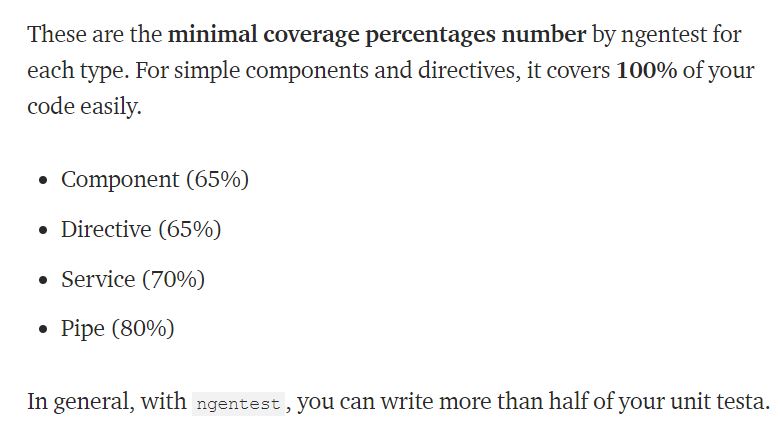 These are the minimal coverage percentages number by ngentest for
each type. For simple components and directives, it covers 100% of your
code easily.
• Component (65%)
• Directive (65%)
• Service (70%)
• Pipe (80%)
In general, with ngentest, you can write more than half of your unit testa.